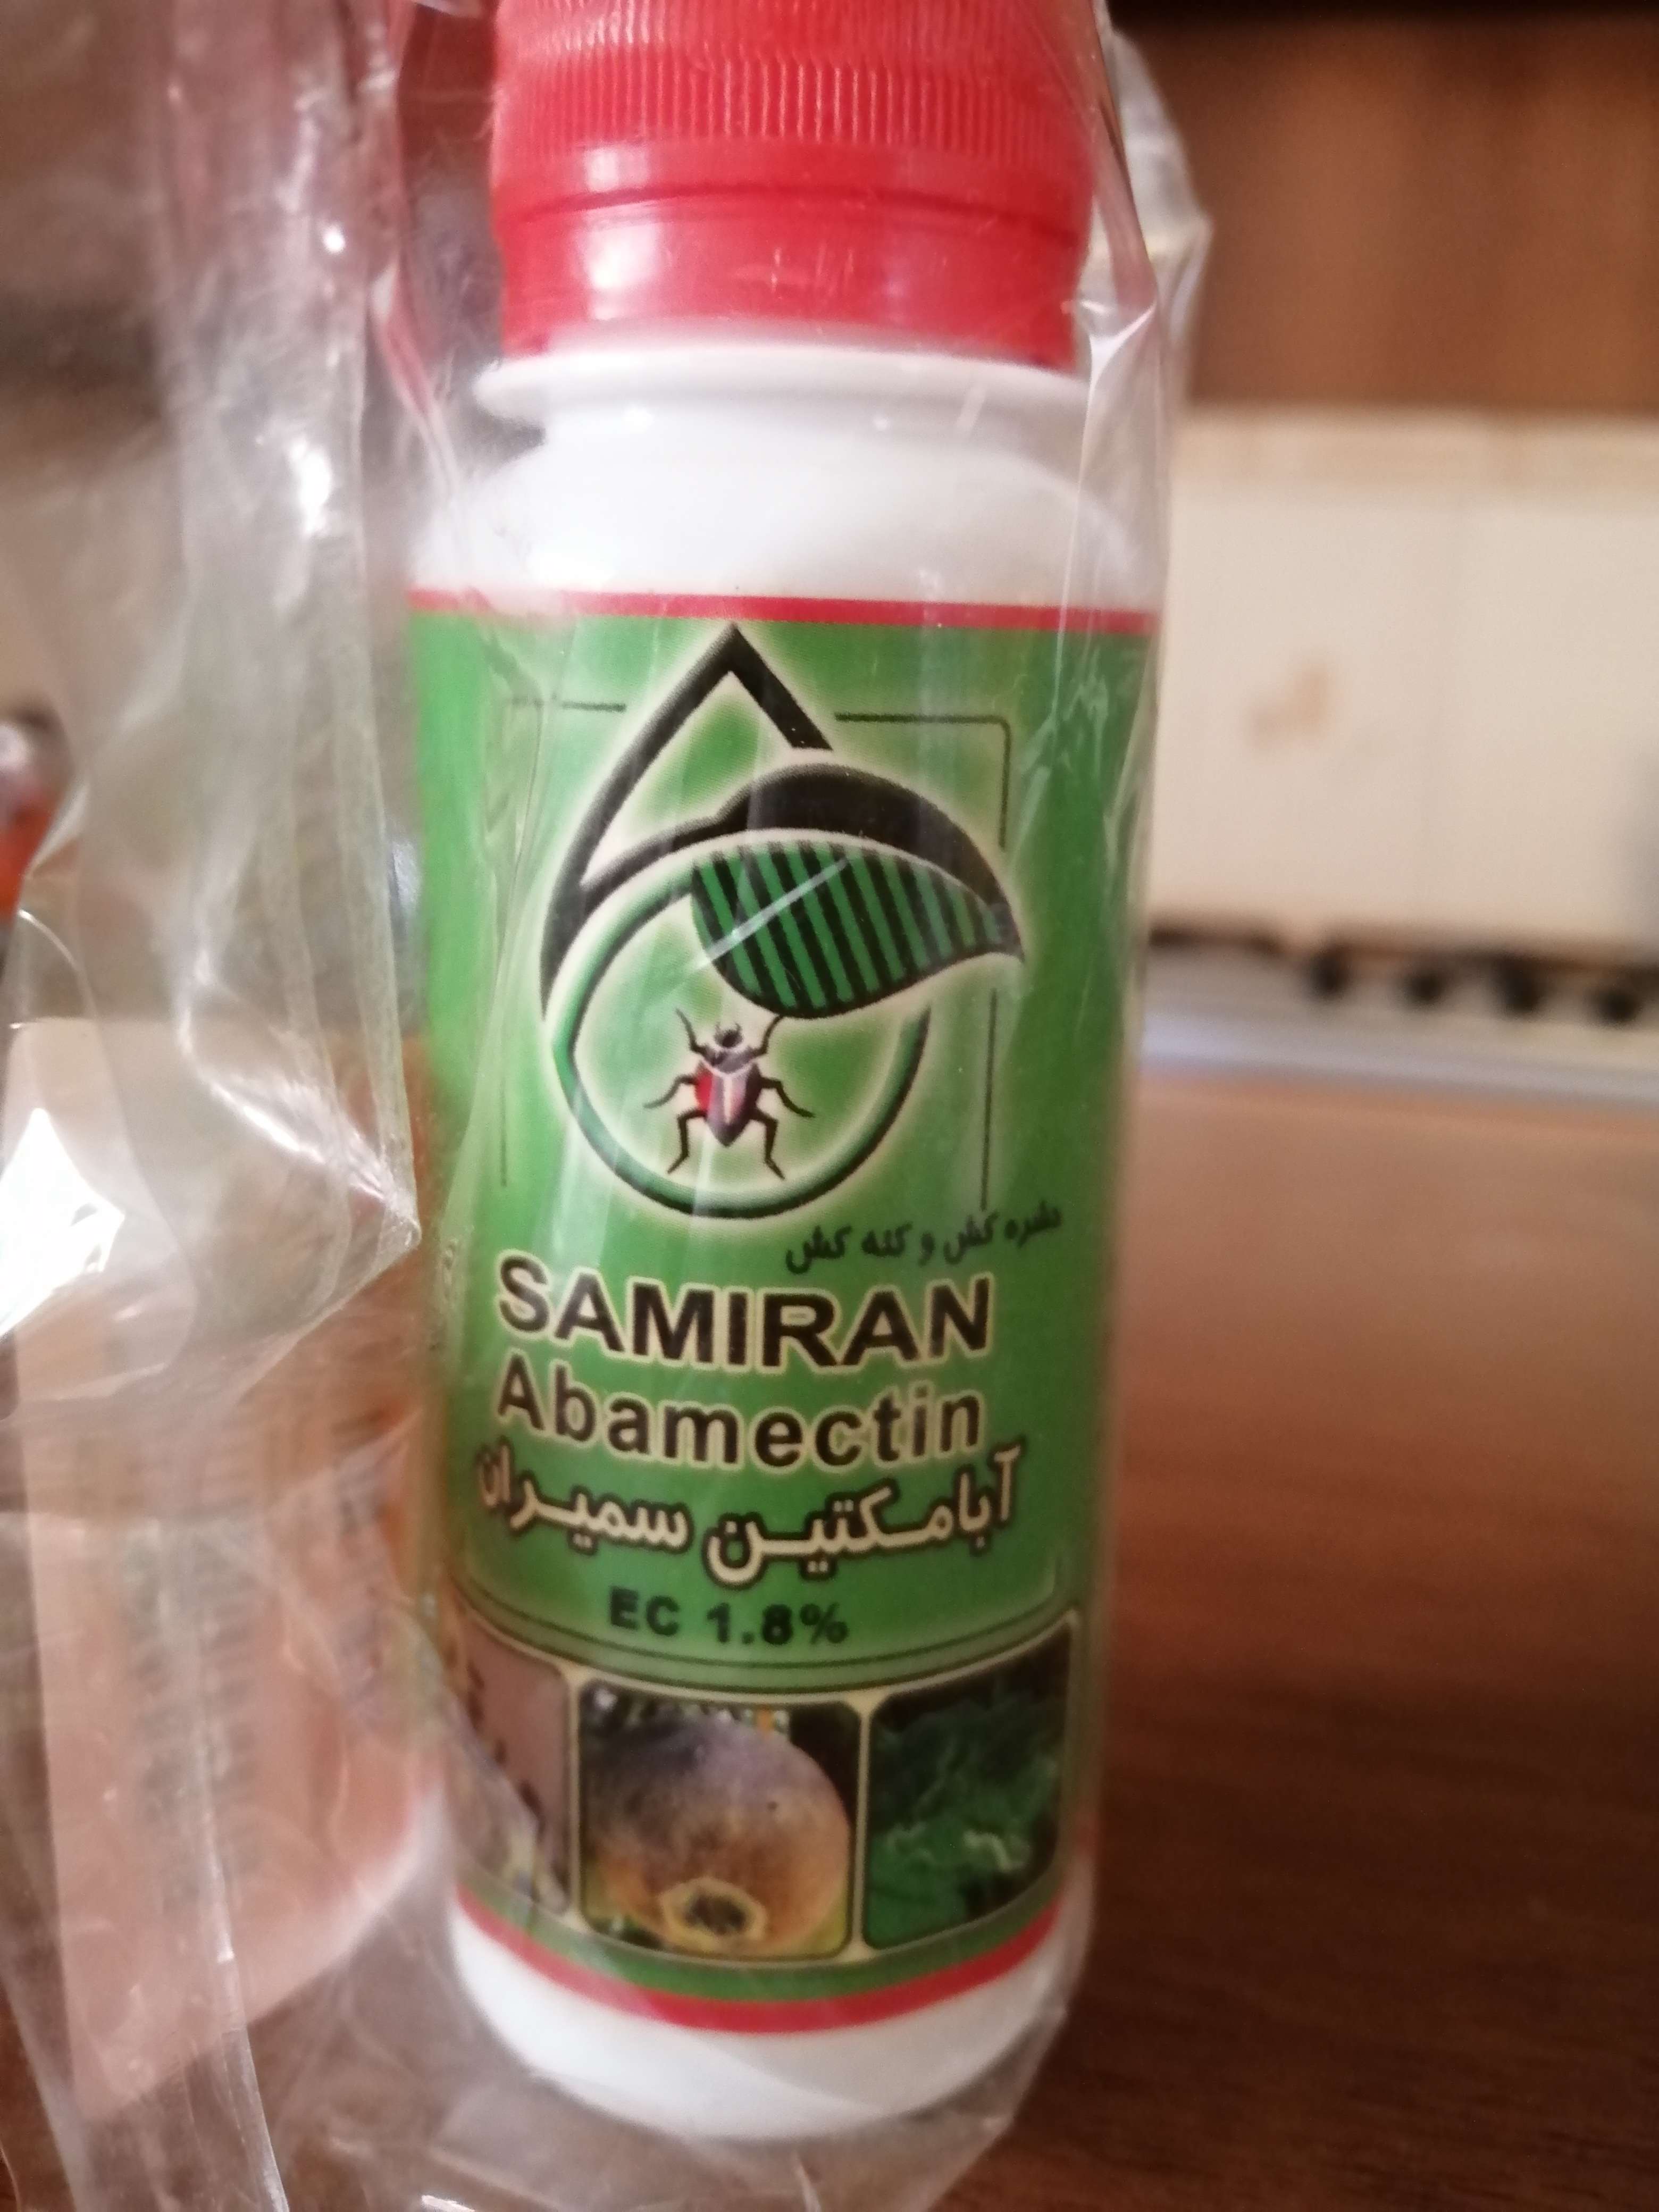 حشره کش و کنه کش
SAMIRAN
Abamectin
آبامکتین سمیران
EC 1.8%